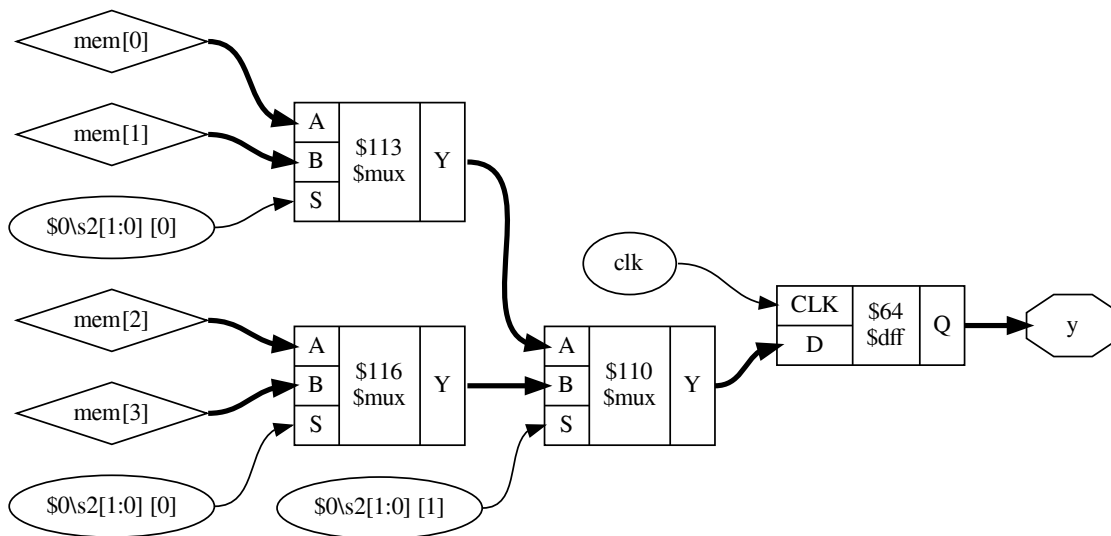 mem[0]
mem[1]
$0\s2[1:0] [0]
A
B
S
$113
$mux
Y
mem[2]
mem[3]
$0\s2[1:0] [0]
A
B
S
$116
$mux
Y
$0\s2[1:0] [1]
A
B
S
$110
$mux
Y
clk
CLK
D
$64
$dff
Q
y